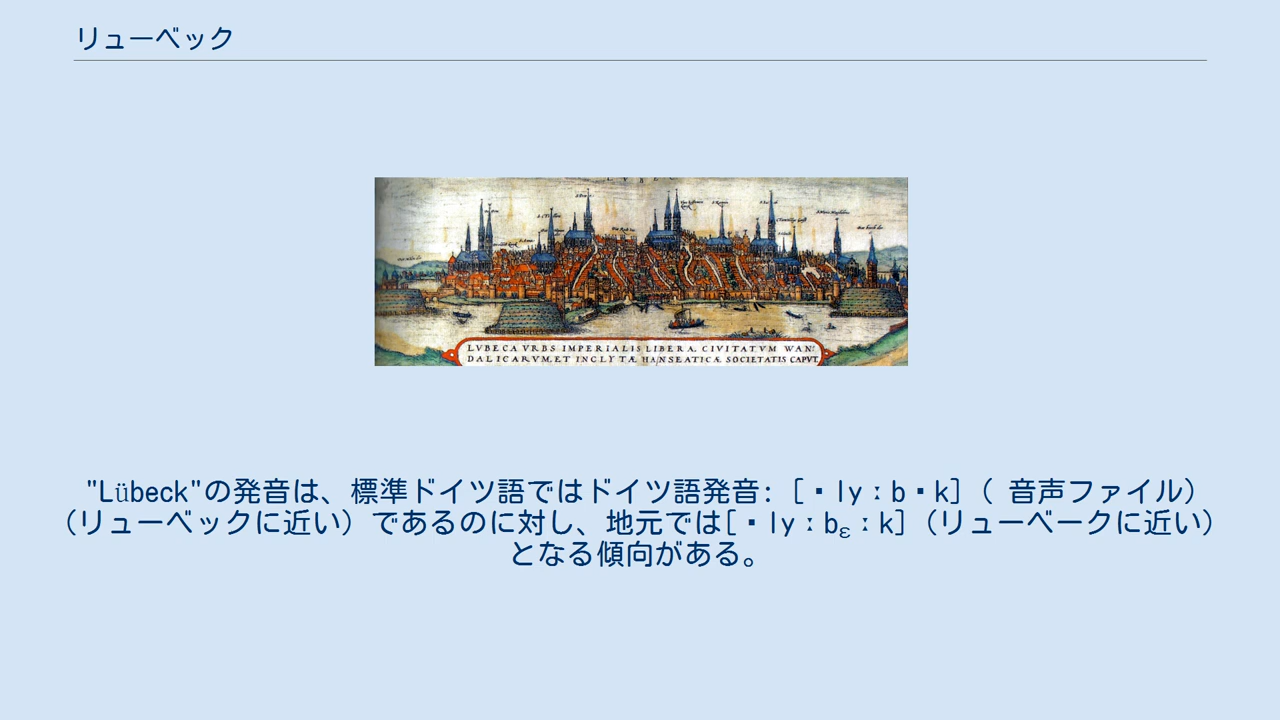 リューベック
LVBECA VRBS IMPERIALIS LIBERA, CIVITATVM WAN:
DALICARVM, ET INCLYTÆ HANSEATICÆ SOCIETATIS CAPVT.
"Lübeck"の発音は、標準ドイツ語ではドイツ語発音: [▪lyːb▪k]( 音声ファイル)
(リューベックに近い)であるのに対し、地元では[▪lyːbɛːk](リューベークに近い)
となる傾向がある。